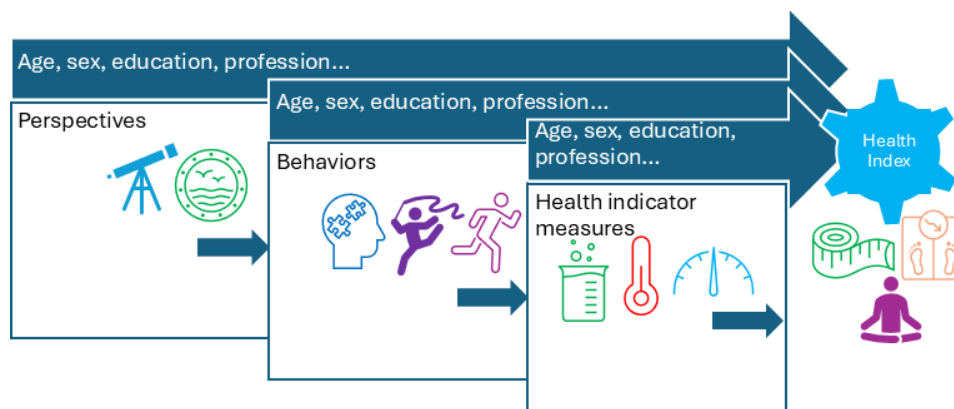 Age, sex, education, profession...
Perspectives
Age, sex, education, profession...
Behaviors
Age, sex, education,
profession...
Health indicator
measures
Health
Index